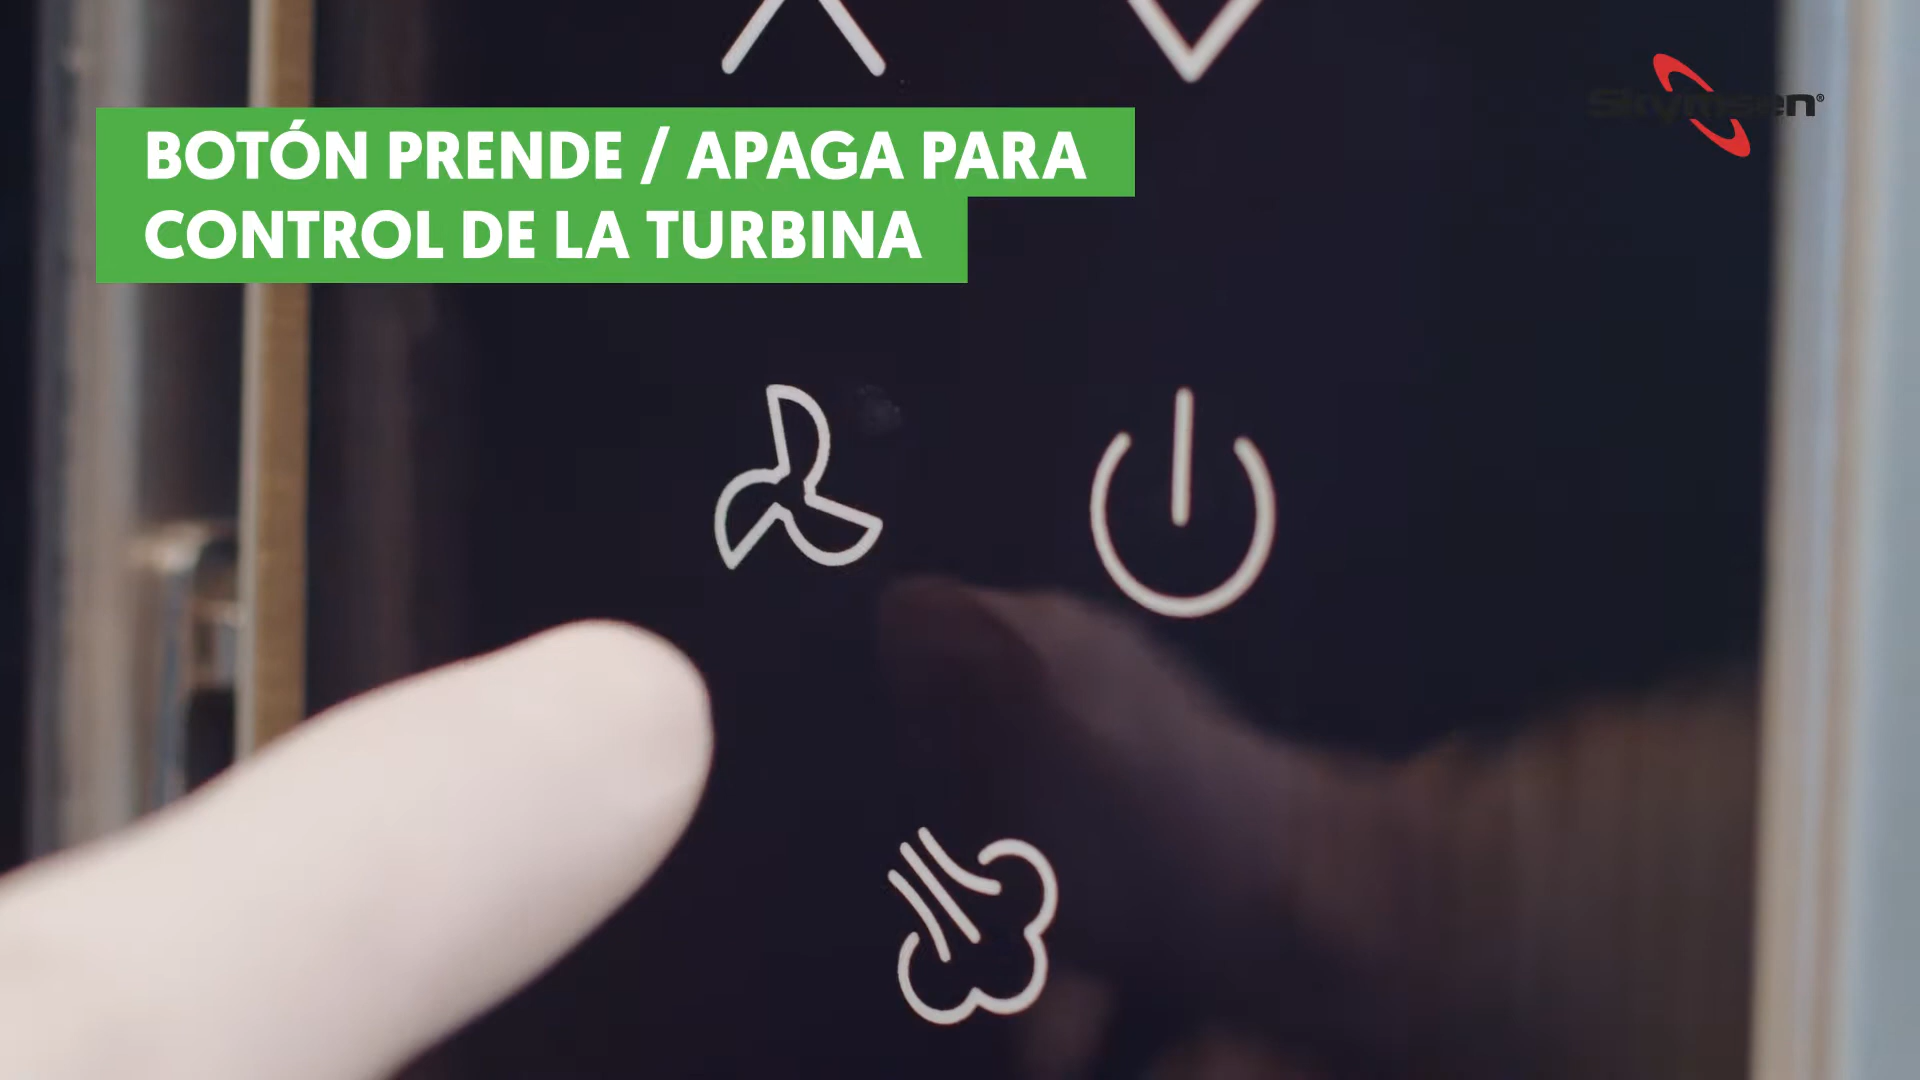 BOTÓN PRENDE / APAGA PARA
CONTROL DE LA TURBINA
Skymsen®